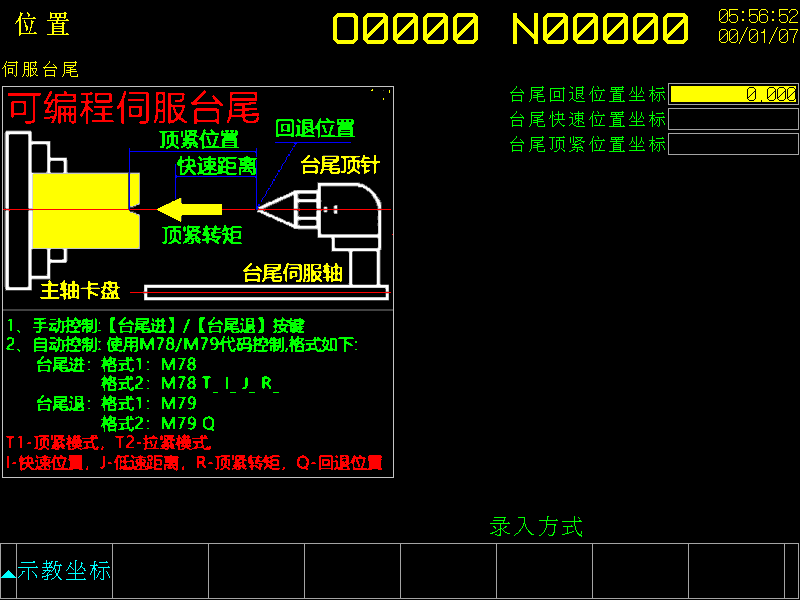 位置
O0000 N00000
05:56:52
00/01/07
伺服台尾
可编程伺服台尾
顶紧位置
回退位置
快速距离
台尾顶针
顶紧转矩
台尾伺服轴
主轴卡盘
1、手动控制:【台尾进】/【台尾退】按键
2、自动控制: 使用M78/M79代码控制,格式如下:
台尾进：格式1：M78
格式2：M78 T_ I_ J_ R_
台尾退：格式1：M79
格式2：M79 Q
T1-顶紧模式，T2-拉紧模式,
I-快速位置，J-低速距离，R-顶紧转矩，Q-回退位置
台尾回退位置坐标 0.000
台尾快速位置坐标
台尾顶紧位置坐标
录入方式
示教坐标